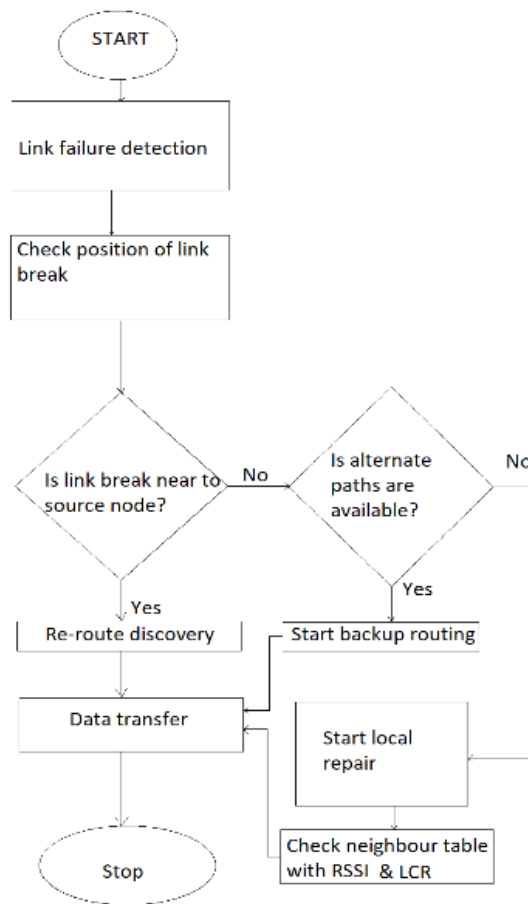 START
Link failure detection
Check position of link
break
Is link break near to
source node?
No
Is alternate
paths are
available?
No
Yes
Re-route discovery
Yes
Start backup routing
Data transfer
Start local
repair
Check neighbour table
with RSSI & LCR
Stop